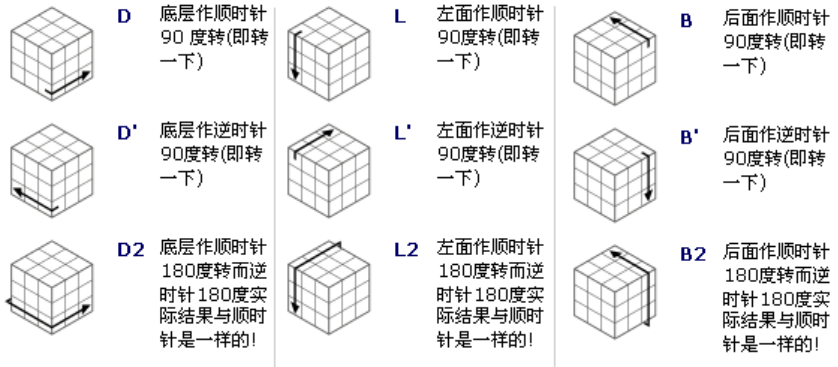 D
底层作顺时针
90 度转(即转
一下)
L
左面作顺时针
90度转(即转
一下)
B
后面作顺时针
90度转(即转
一下)
D'
底层作逆时针
90度转(即转
一下)
L'
左面作逆时针
90度转(即转
一下)
B'
后面作逆时针
90度转(即转
一下)
D2
底层作顺时针
180度转而逆
时针180度实
际结果与顺时
针是一样的!
L2
左面作顺时针
180度转而逆
时针180度实
际结果与顺时
针是一样的!
B2
后面作顺时针
180度转而逆
时针180度实
际结果与顺时
针是一样的!